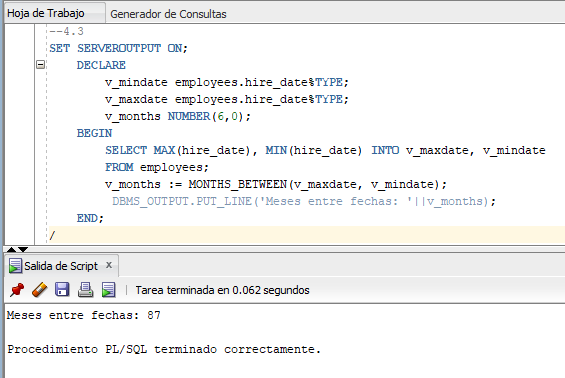 Hoja de Trabajo Generador de Consultas
--4.3
SET SERVEROUTPUT ON;
DECLARE
v_mindate employees.hire_date%TYPE;
v_maxdate employees.hire_date%TYPE;
v_months NUMBER(6,0);
BEGIN
SELECT MAX(hire_date), MIN(hire_date) INTO v_maxdate, v_mindate
FROM employees;
v_months := MONTHS_BETWEEN(v_maxdate, v_mindate);
DBMS_OUTPUT.PUT_LINE('Meses entre fechas: '||v_months);
END;
/
Salida de Script x
Tarea terminada en 0.062 segundos
Meses entre fechas: 87
Procedimiento PL/SQL terminado correctamente.